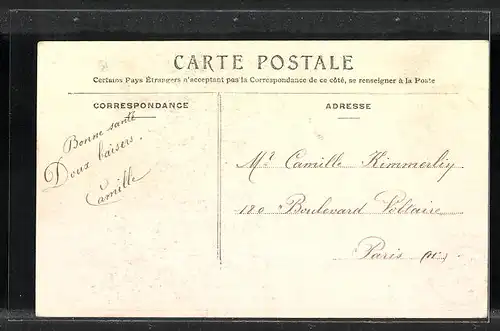 CARTE POSTALE
Certains Pays Étrangers n'acceptant pas la Correspondance de ce côté, se renseigner à la Poste
CORRESPONDANCE
Bonne santé
Doux baisers.
Camille
ADRESSE
Mr Camille Kimmerlin
180 Boulevard Voltaire
Paris